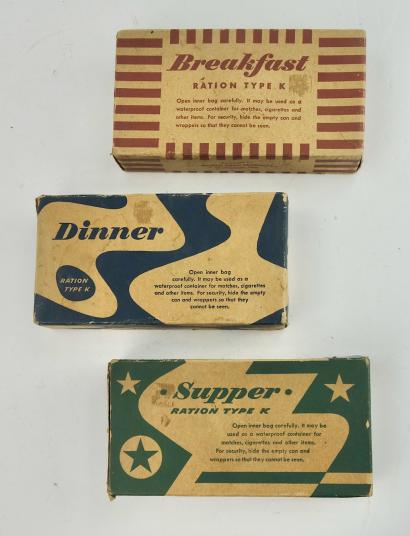 Breakfast
RATION TYPE K
Open inner bag carefully. It may be used as a
waterproof container for matches, cigarettes and
other items. For security, hide the empty can and
wrappers so that they cannot be seen.
Dinner
RATION
TYPE K
Open inner bag
carefully. It may be used as a
waterproof container for matches, cigarettes
and other items. For security, hide the empty
can and wrappers so that they
cannot be seen.
• Supper •
RATION TYPE K
Open inner bag carefully. It may be
used as a waterproof container for
matches, cigarettes and other items.
For security, hide the empty can and
wrappers so that they cannot be seen.